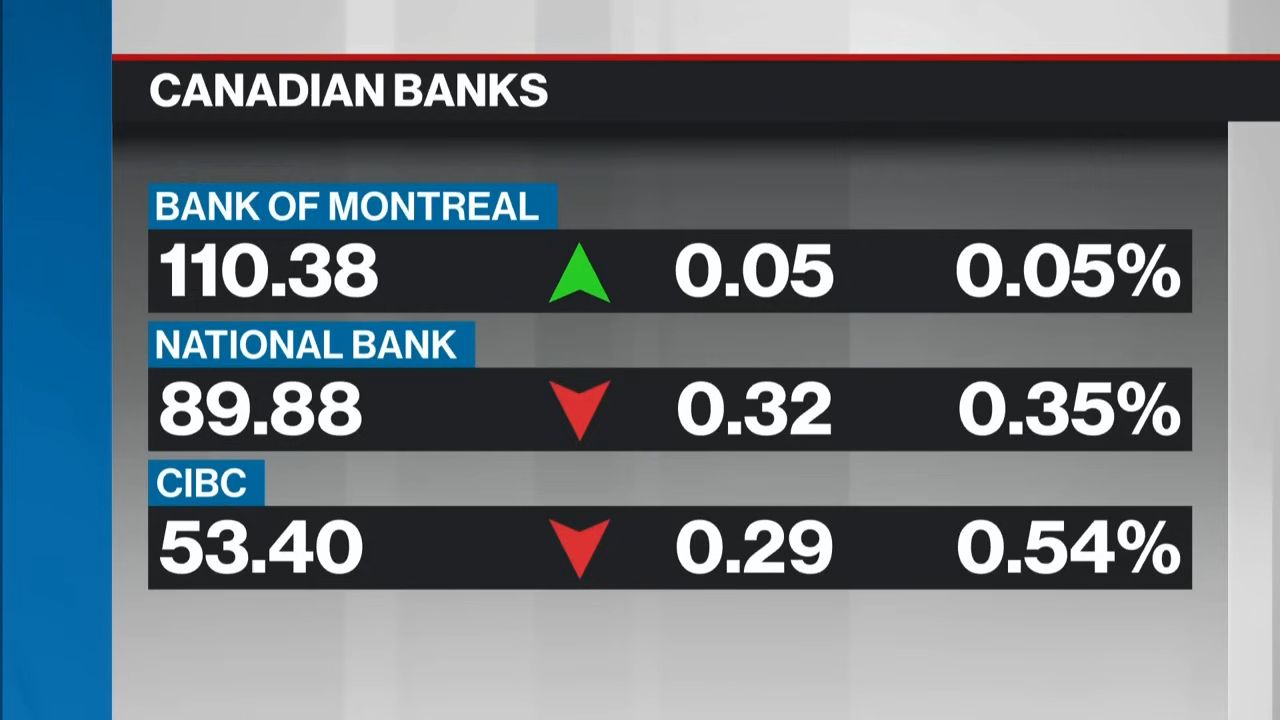 CANADIAN BANKS
BANK OF MONTREAL
110.38 0.05 0.05%
NATIONAL BANK
89.88 0.32 0.35%
CIBC
53.40 0.29 0.54%